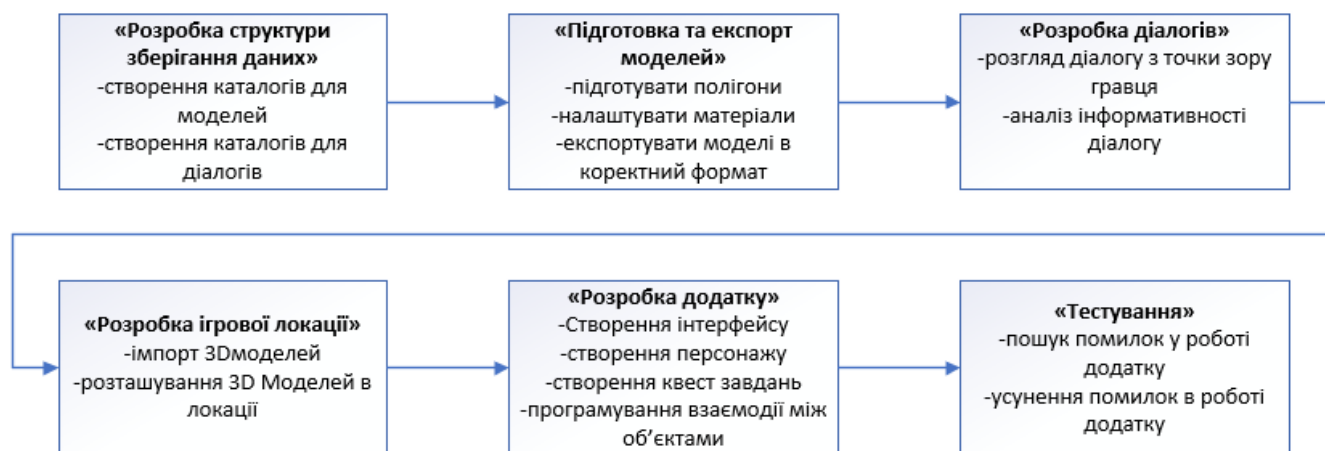 «Розробка структури
зберігання даних»
-створення каталогів для
моделей
-створення каталогів для
діалогів
«Підготовка та експорт
моделей»
-підготувати полігони
-налаштувати матеріали
-експортувати моделі в
коректний формат
«Розробка діалогів»
-розгляд діалогу з точки зору
гравця
-аналіз інформативності
діалогу
«Розробка ігрової локації»
-імпорт 3Dмоделей
-розташування 3D Моделей в
локації
«Розробка додатку»
-Створення інтерфейсу
-створення персонажу
-створення квест завдань
-програмування взаємодії між
об’єктами
«Тестування»
-пошук помилок у роботі
додатку
-усунення помилок в роботі
додатку